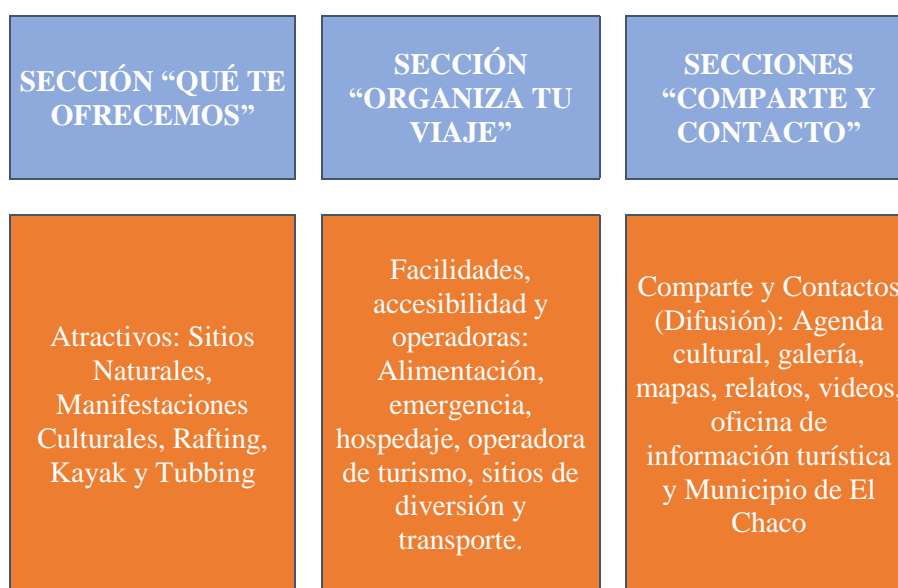 SECCIÓN “QUÉ TE
OFRECEMOS”
SECCIÓN
“ORGANIZA TU
VIAJE”
SECCIONES
“COMPARTE Y
CONTACTO”
Atractivos: Sitios
Naturales,
Manifestaciones
Culturales, Rafting,
Kayak y Tubbing
Facilidades,
accesibilidad y
operadoras:
Alimentación,
emergencia,
hospedaje, operadora
de turismo, sitios de
diversión y
transporte.
Comparte y Contactos
(Difusión): Agenda
cultural, galería,
mapas, relatos, videos,
oficina de
información turística
y Municipio de El
Chaco